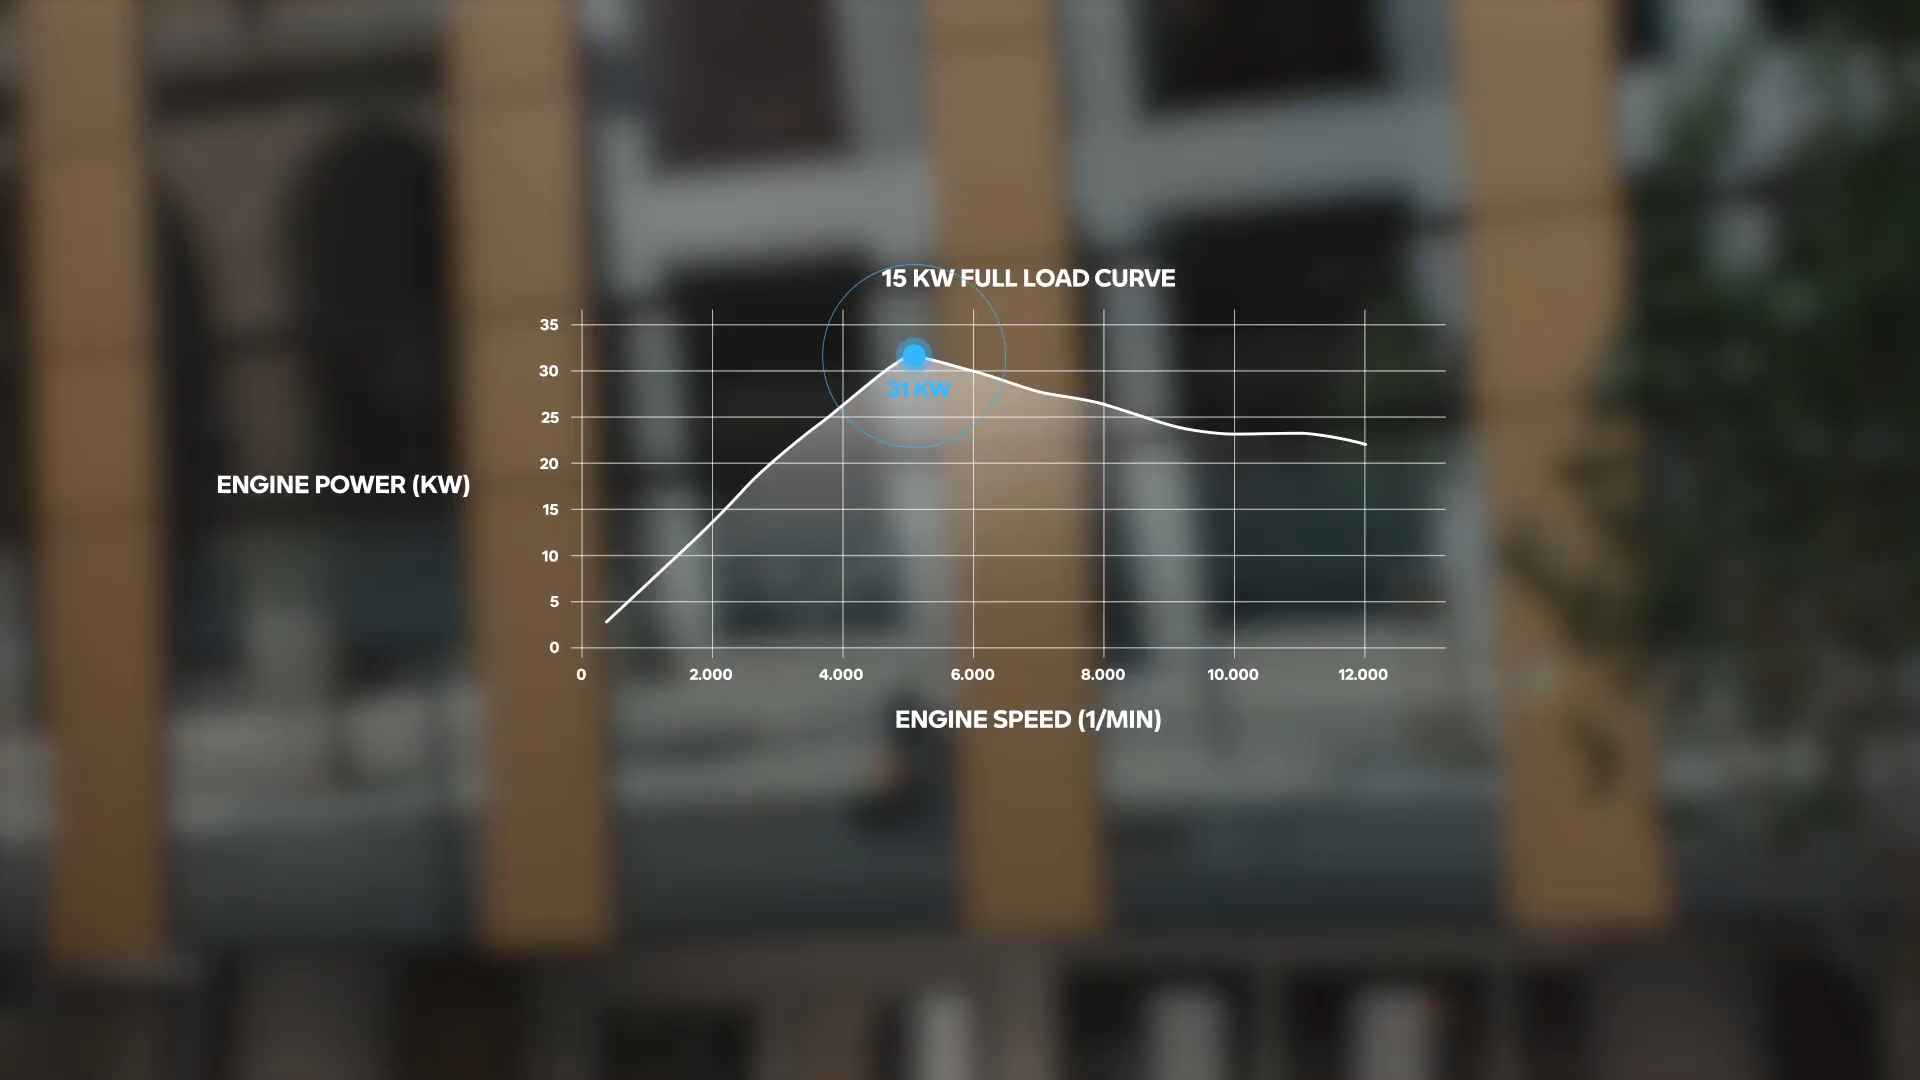 15 KW FULL LOAD CURVE
35
30
31 KW
25
20
ENGINE POWER (KW)
15
10
5
0
0 2.000 4.000 6.000 8.000 10.000 12.000
ENGINE SPEED (1/MIN)